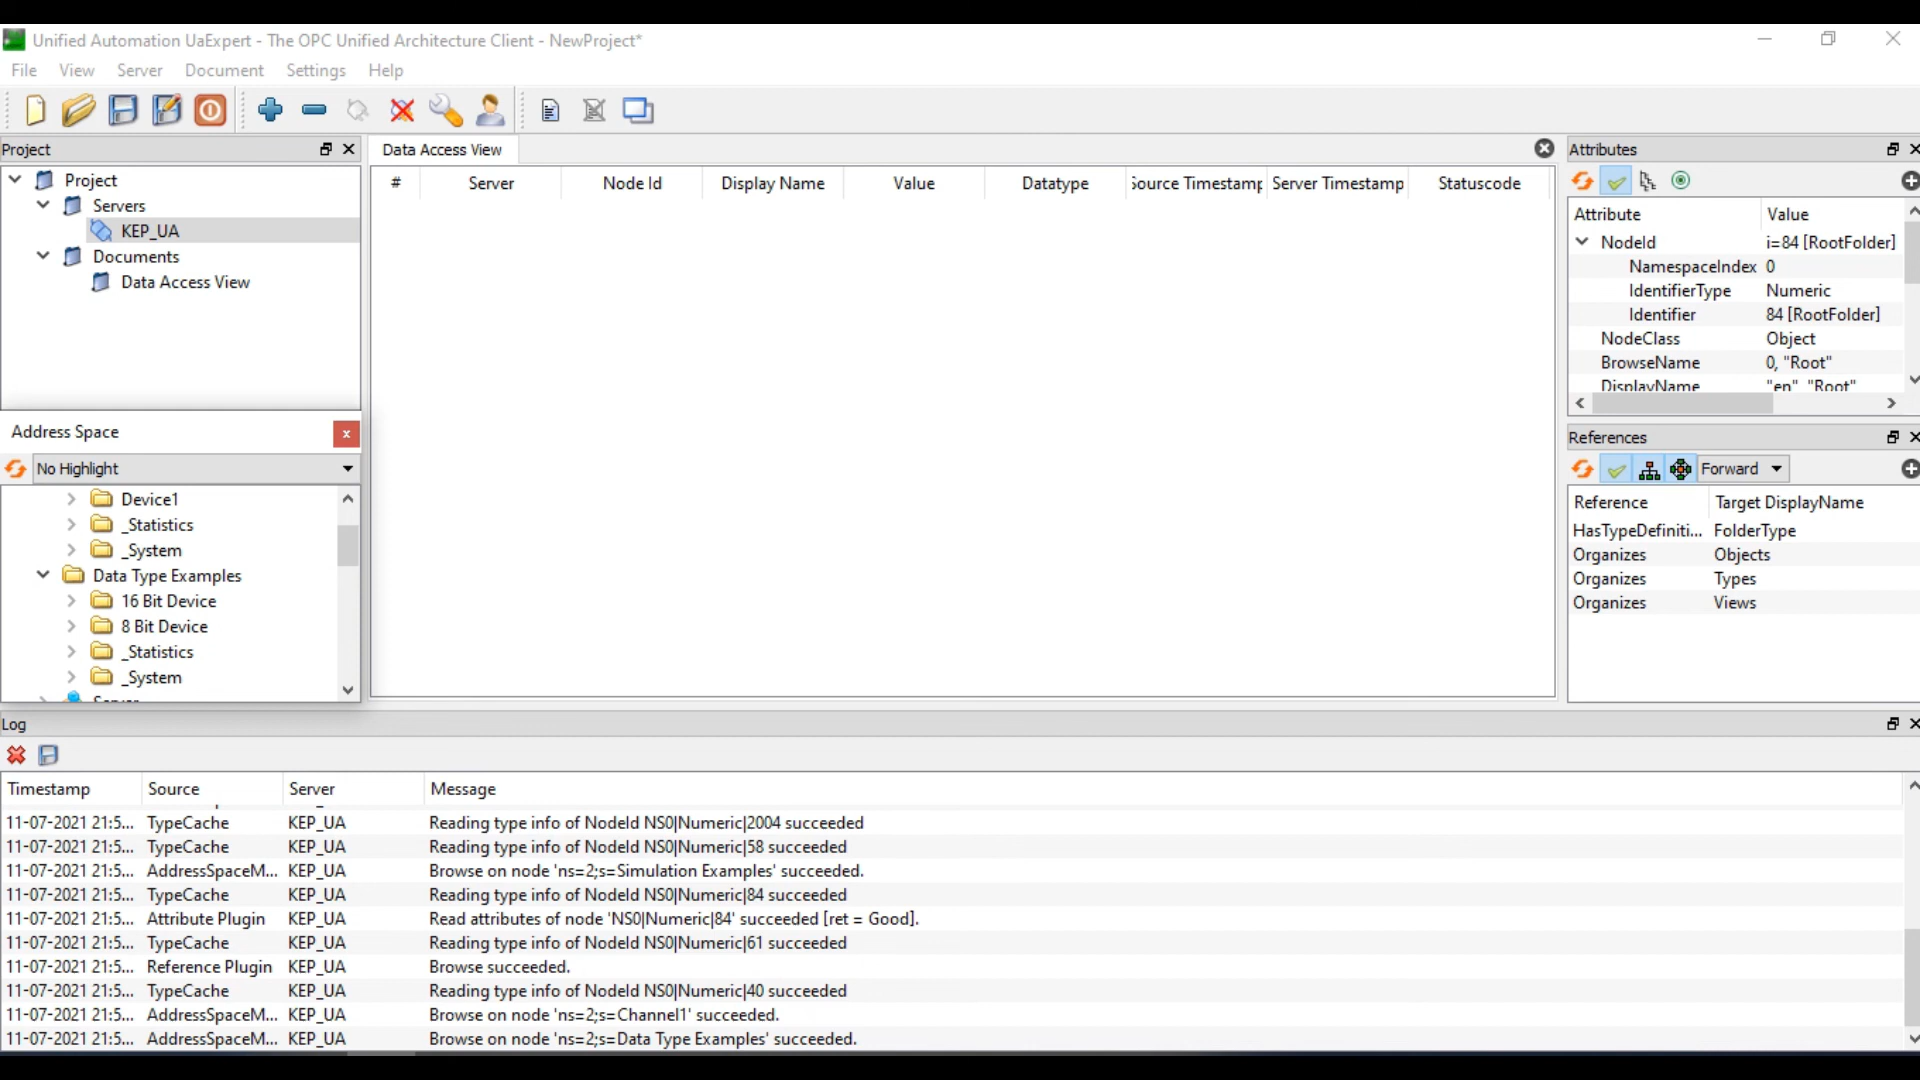 Unified Automation UaExpert - The OPC Unified Architecture Client - NewProject*
File View Server Document Settings Help
Project
Project
Servers
KEP_UA
Documents
Data Access View
Address Space
No Highlight
Device1
_Statistics
_System
Data Type Examples
16 Bit Device
8 Bit Device
_Statistics
_System
Data Access View
# Server Node Id Display Name Value Datatype Source Timestamp Server Timestamp Statuscode
Attributes
Attribute Value
NodeId i=84 [RootFolder]
NamespaceIndex 0
IdentifierType Numeric
Identifier 84 [RootFolder]
NodeClass Object
BrowseName 0, "Root"
DisplayName "en", "Root"
References
Forward
Reference Target DisplayName
HasTypeDefiniti... FolderType
Organizes Objects
Organizes Types
Organizes Views
Log
Timestamp Source Server Message
11-07-2021 21:5... TypeCache KEP_UA Reading type info of NodeId NS0|Numeric|2004 succeeded
11-07-2021 21:5... TypeCache KEP_UA Reading type info of NodeId NS0|Numeric|58 succeeded
11-07-2021 21:5... AddressSpaceM... KEP_UA Browse on node 'ns=2;s=Simulation Examples' succeeded.
11-07-2021 21:5... TypeCache KEP_UA Reading type info of NodeId NS0|Numeric|84 succeeded
11-07-2021 21:5... Attribute Plugin KEP_UA Read attributes of node 'NS0|Numeric|84' succeeded [ret = Good].
11-07-2021 21:5... TypeCache KEP_UA Reading type info of NodeId NS0|Numeric|61 succeeded
11-07-2021 21:5... Reference Plugin KEP_UA Browse succeeded.
11-07-2021 21:5... TypeCache KEP_UA Reading type info of NodeId NS0|Numeric|40 succeeded
11-07-2021 21:5... AddressSpaceM... KEP_UA Browse on node 'ns=2;s=Channel1' succeeded.
11-07-2021 21:5... AddressSpaceM... KEP_UA Browse on node 'ns=2;s=Data Type Examples' succeeded.